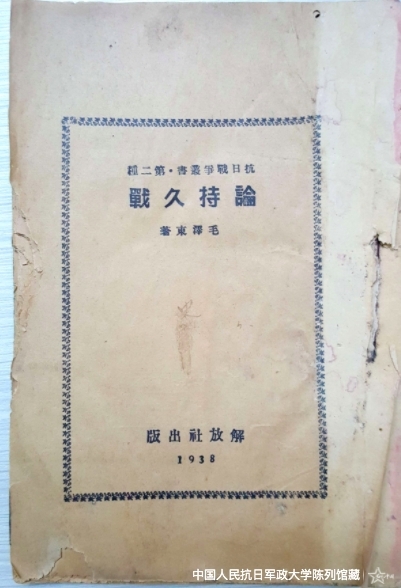 抗日戰爭叢書・第二種
論持久戰
毛澤東著
解放社出版
1938
中国人民抗日军政大学陈列馆藏